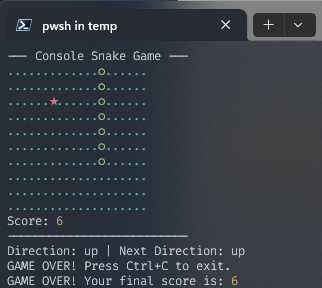 pwsh in temp
─── Console Snake Game ───
.............o......
.............o......
......★......o......
.............o......
.............o......
.............o......
.............o......
....................
....................
....................
Score: 6
──────────────────────────
Direction: up | Next Direction: up
GAME OVER! Press Ctrl+C to exit.
GAME OVER! Your final score is: 6